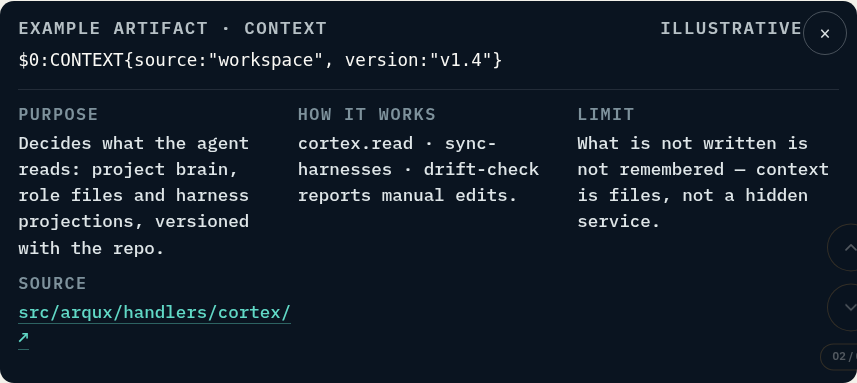 EXAMPLE ARTIFACT · CONTEXT
ILLUSTRATIVE
×
$0:CONTEXT{source:"workspace", version:"v1.4"}
PURPOSE
Decides what the agent
reads: project brain,
role files and harness
projections, versioned
with the repo.
HOW IT WORKS
cortex.read · sync-
harnesses · drift-check
reports manual edits.
LIMIT
What is not written is
not remembered — context
is files, not a hidden
service.
SOURCE
src/arqux/handlers/cortex/
↗
02 /